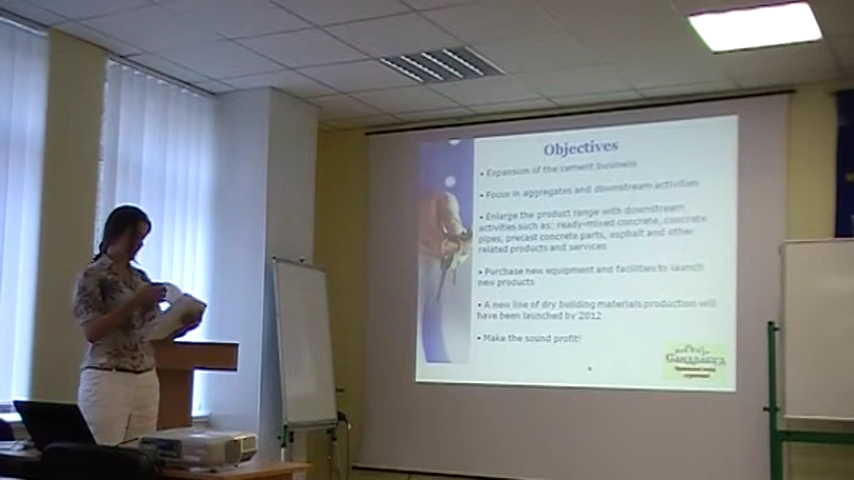 Objectives
• Expansion of the cement business
• Focus in aggregates and downstream activities
• Enlarge the product range with downstream
activities such as: ready-mixed concrete, concrete
pipes, precast concrete parts, asphalt and other
related products and services
• Purchase new equipment and facilities to launch
new products
• A new line of dry building materials production will
have been launched by 2012
• Make the sound profit!